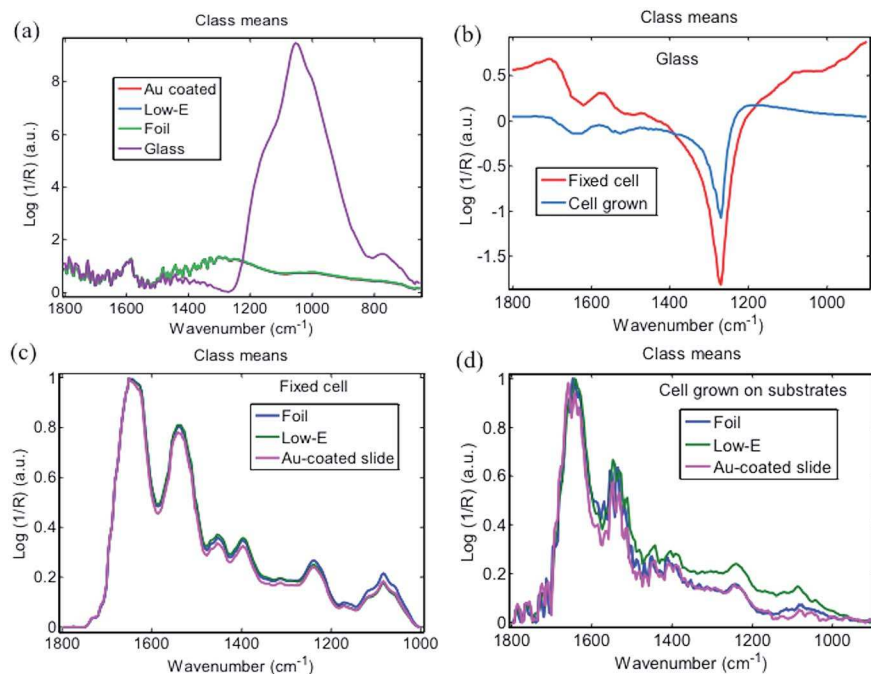 (a)
Class means
Log (1/R) (a.u.)
8
6
4
2
0
Au coated
Low-E
Foil
Glass
1800 1600 1400 1200 1000 800
Wavenumber (cm-1)
(b)
Class means
Glass
Log (1/R) (a.u.)
0.5
0
-0.5
-1
-1.5
Fixed cell
Cell grown
1800 1600 1400 1200 1000
Wavenumber (cm-1)
(c)
Class means
Fixed cell
Log (1/R) (a.u.)
1
0.8
0.6
0.4
0.2
0
Foil
Low-E
Au-coated slide
1800 1600 1400 1200 1000
Wavenumber (cm-1)
(d)
Class means
Cell grown on substrates
Log (1/R) (a.u.)
1
0.8
0.6
0.4
0.2
0
Foil
Low-E
Au-coated slide
1800 1600 1400 1200 1000
Wavenumber (cm-1)